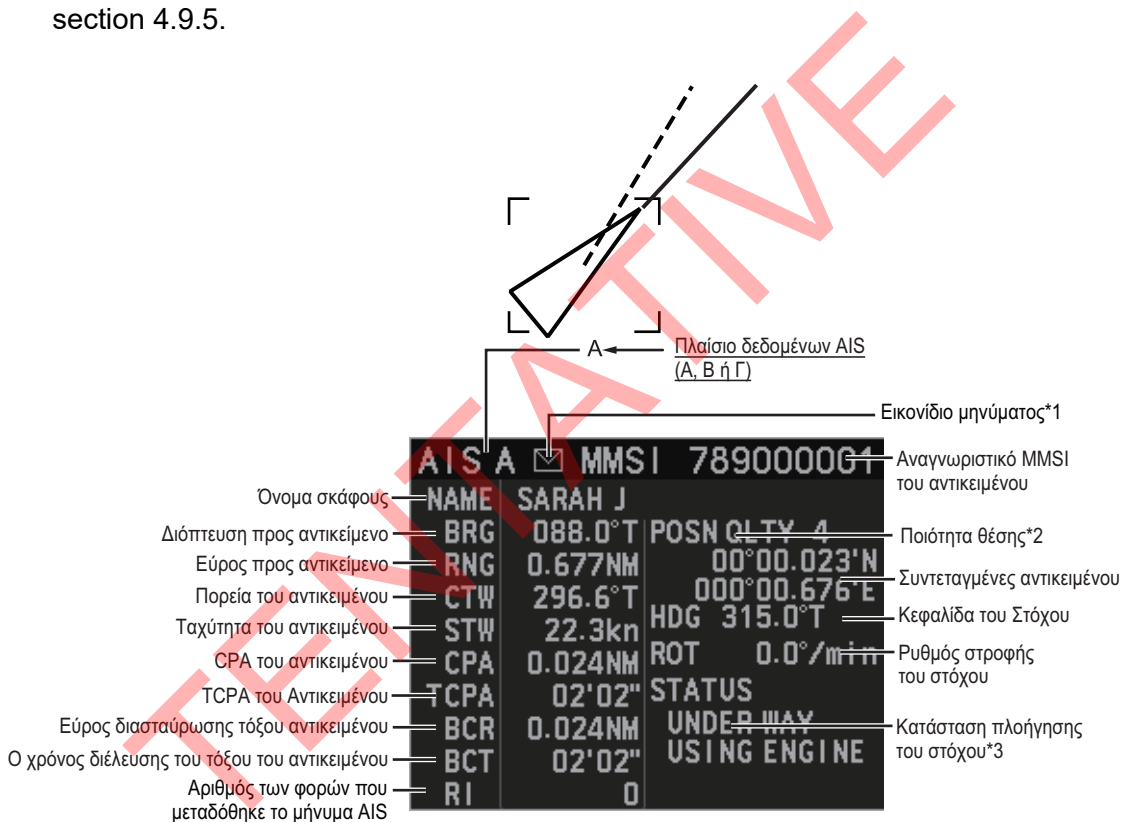 section 4.9.5.
A
Πλαίσιο δεδομένων AIS
(Α, Β ή Γ)
Εικονίδιο μηνύματος*1
AIS A MMSI 789000001
Αναγνωριστικό MMSI
του αντικειμένου
Όνομα σκάφους
NAME SARAH J
Διόπτευση προς αντικείμενο
BRG 088.0°T
POSN QLTY 4
Ποιότητα θέσης*2
Εύρος προς αντικείμενο
RNG 0.677NM
00°00.023'N
000°00.676'E
Συντεταγμένες αντικειμένου
Πορεία του αντικειμένου
CTW 296.6°T
HDG 315.0°T
Κεφαλίδα του Στόχου
Ταχύτητα του αντικειμένου
STW 22.3kn
CPA του αντικειμένου
CPA 0.024NM
ROT 0.0°/min
Ρυθμός στροφής
του στόχου
TCPA του Αντικειμένου
TCPA 02'02"
STATUS
Εύρος διασταύρωσης τόξου αντικειμένου
BCR 0.024NM
UNDER WAY
USING ENGINE
Κατάσταση πλοήγησης
του στόχου*3
Ο χρόνος διέλευσης του τόξου του αντικειμένου
BCT 02'02"
Αριθμός των φορών που
μεταδόθηκε το μήνυμα AIS
RI 0
TENTATIVE